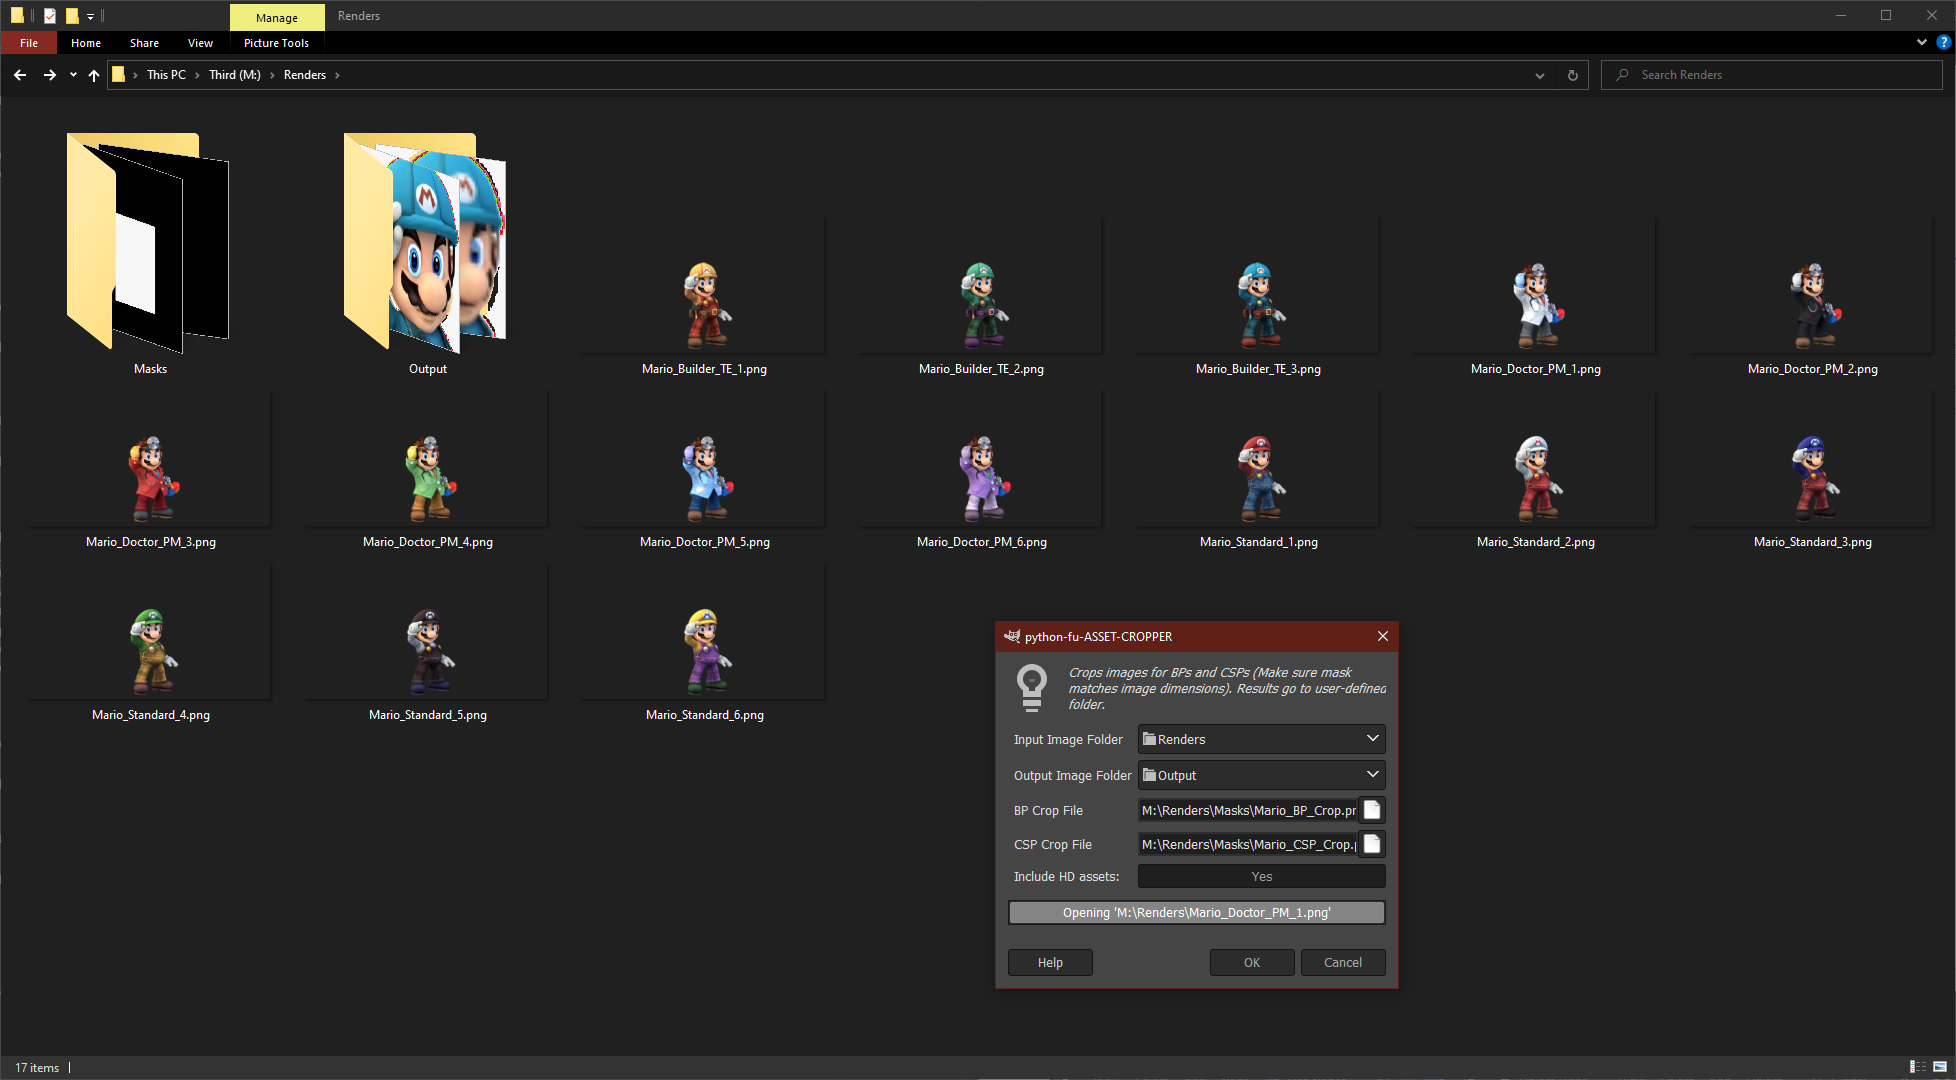 Manage
Renders
File
Home
Share
View
Picture Tools
This PC
Third (M:)
Renders
Search Renders
Masks
Output
Mario_Builder_TE_1.png
Mario_Builder_TE_2.png
Mario_Builder_TE_3.png
Mario_Doctor_PM_1.png
Mario_Doctor_PM_2.png
Mario_Doctor_PM_3.png
Mario_Doctor_PM_4.png
Mario_Doctor_PM_5.png
Mario_Doctor_PM_6.png
Mario_Standard_1.png
Mario_Standard_2.png
Mario_Standard_3.png
Mario_Standard_4.png
Mario_Standard_5.png
Mario_Standard_6.png
python-fu-ASSET-CROPPER
Crops images for BPs and CSPs (Make sure mask
matches image dimensions). Results go to user-defined
folder.
Input Image Folder
Renders
Output Image Folder
Output
BP Crop File
M:\Renders\Masks\Mario_BP_Crop.pr
CSP Crop File
M:\Renders\Masks\Mario_CSP_Crop.p
Include HD assets:
Yes
Opening 'M:\Renders\Mario_Doctor_PM_1.png'
Help
OK
Cancel
17 items